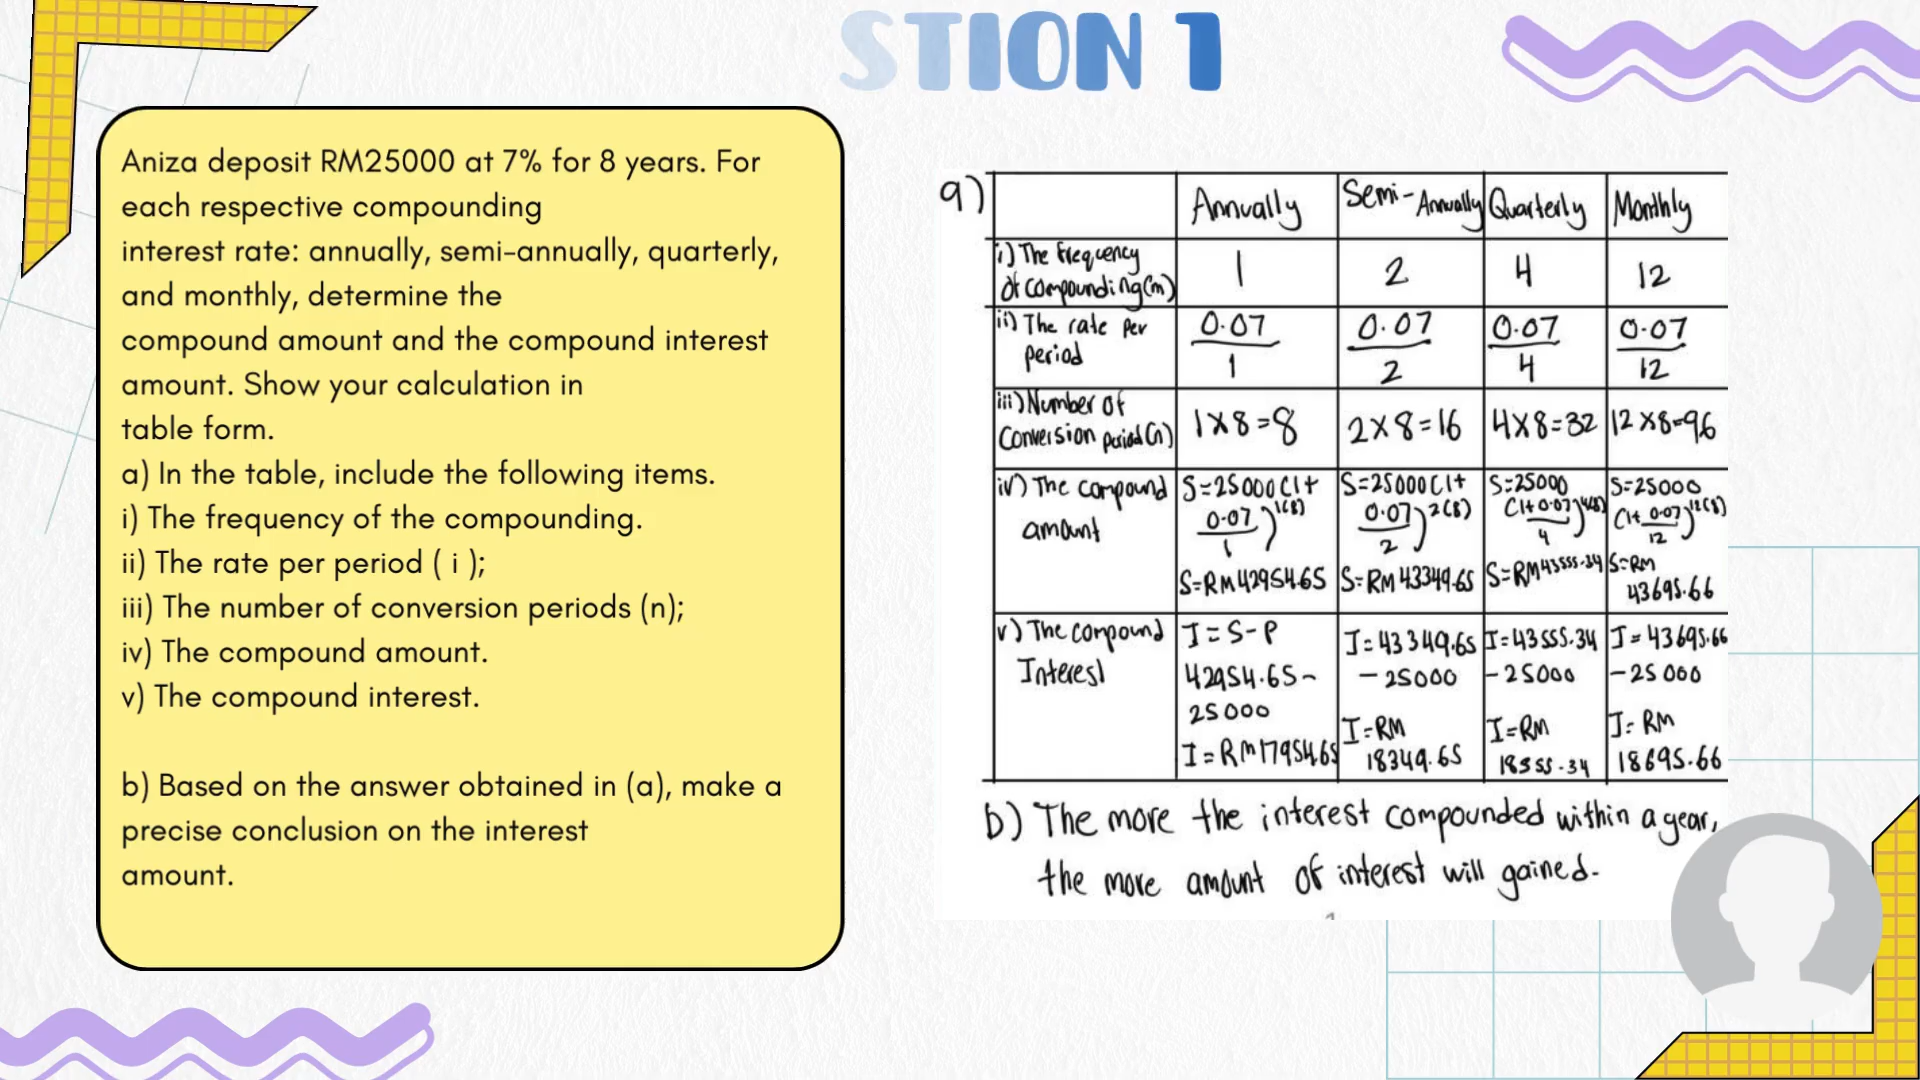 STION 1
Aniza deposit RM25000 at 7% for 8 years. For
each respective compounding
interest rate: annually, semi-annually, quarterly,
and monthly, determine the
compound amount and the compound interest
amount. Show your calculation in
table form.
a) In the table, include the following items.
i) The frequency of the compounding.
ii) The rate per period ( i );
iii) The number of conversion periods (n);
iv) The compound amount.
v) The compound interest.
b) Based on the answer obtained in (a), make a
precise conclusion on the interest
amount.
a)
Annually Semi-Annually Quarterly Monthly
i) The frequency
of compounding(m)
1 2 4 12
ii) The rate per
period
0.07/1 0.07/2 0.07/4 0.07/12
iii) Number of
Conversion period(n)
1×8=8 2×8=16 4×8=32 12×8=96
iv) The compound
amount
S=25000(1+
0.07/1)1(8)
S=RM42954.65
S=25000(1+
0.07/2)2(8)
S=RM43349.65
S=25000
(1+0.07/4)4(8)
S=RM43555.34
S=25000
(1+0.07/12)12(8)
S=RM
43695.66
v) The compound
Interest
I=S-P
42954.65-
25000
I=RM17954.65
I=43349.65
-25000
I=RM
18349.65
I=43555.34
-25000
I=RM
18555.34
I=43695.66
-25000
I=RM
18695.66
b) The more the interest compounded within a year,
the more amount of interest will gained.